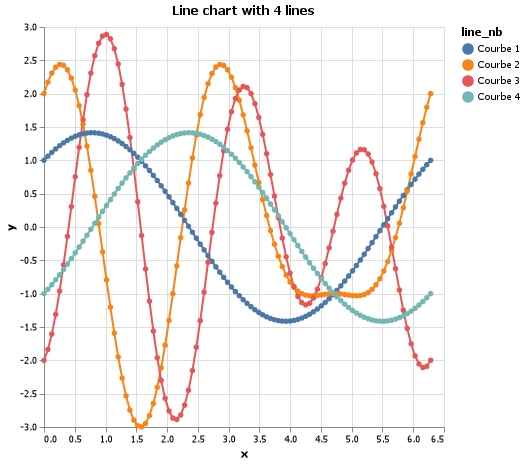 Line chart with 4 lines
line_nb
Courbe 1
Courbe 2
Courbe 3
Courbe 4
y
3.0
2.5
2.0
1.5
1.0
0.5
0.0
-0.5
-1.0
-1.5
-2.0
-2.5
-3.0
0.0 0.5 1.0 1.5 2.0 2.5 3.0 3.5 4.0 4.5 5.0 5.5 6.0 6.5
x